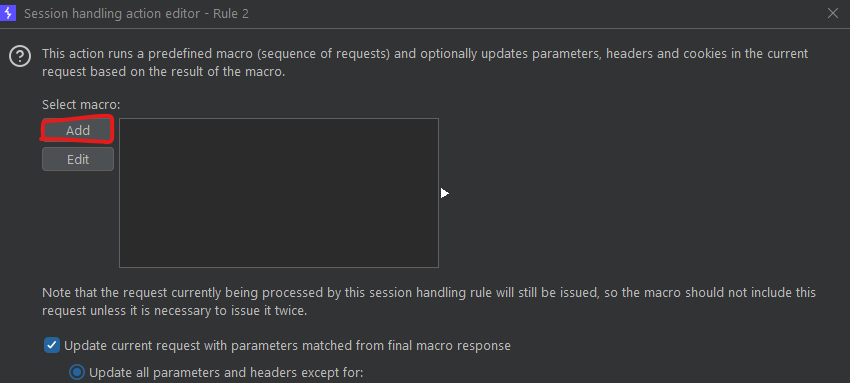 Session handling action editor - Rule 2
This action runs a predefined macro (sequence of requests) and optionally updates parameters, headers and cookies in the current
request based on the result of the macro.
Select macro:
Add
Edit
Note that the request currently being processed by this session handling rule will still be issued, so the macro should not include this
request unless it is necessary to issue it twice.
Update current request with parameters matched from final macro response
Update all parameters and headers except for: